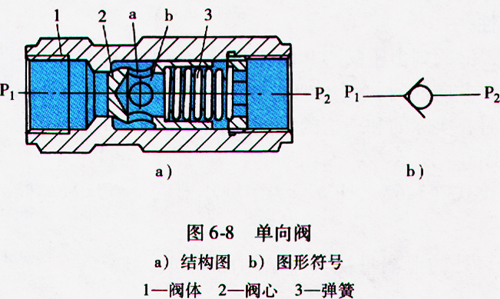 1 2 a b 3
P1 P2 P1 P2
a) b)
图 6-8 单向阀
a) 结构图 b) 图形符号
1—阀体 2—阀心 3—弹簧